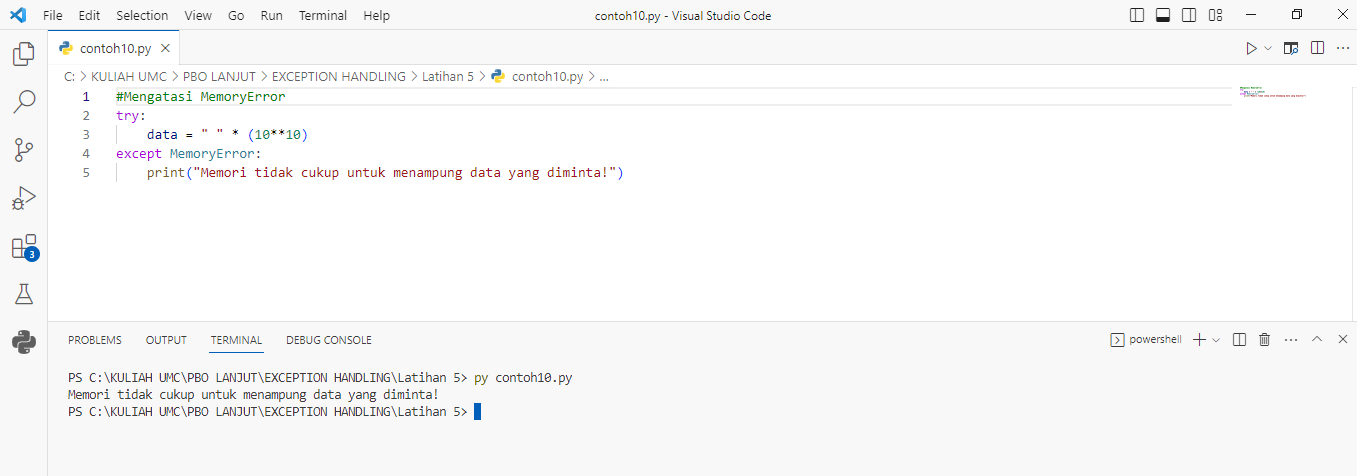 File Edit Selection View Go Run Terminal Help contoh10.py - Visual Studio Code
contoh10.py
C: > KULIAH UMC > PBO LANJUT > EXCEPTION HANDLING > Latihan 5 > contoh10.py > ...
1 #Mengatasi MemoryError
2 try:
3 data = " " * (10**10)
4 except MemoryError:
5 print("Memori tidak cukup untuk menampung data yang diminta!")
3
PROBLEMS OUTPUT TERMINAL DEBUG CONSOLE powershell
PS C:\KULIAH UMC\PBO LANJUT\EXCEPTION HANDLING\Latihan 5> py contoh10.py
Memori tidak cukup untuk menampung data yang diminta!
PS C:\KULIAH UMC\PBO LANJUT\EXCEPTION HANDLING\Latihan 5>